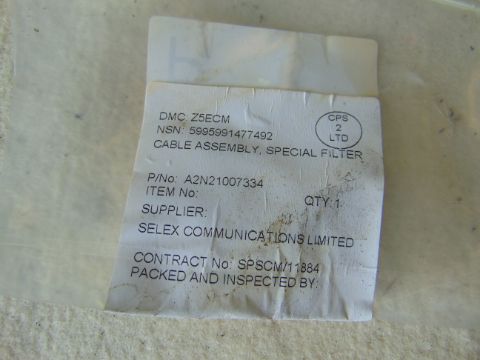 DMC Z5ECM
NSN: 5995991477492
CABLE ASSEMBLY, SPECIAL FILTER
CPS
2
LTD
P/No: A2N21007334
ITEM No:
QTY:1
SUPPLIER:
SELEX COMMUNICATIONS LIMITED
CONTRACT No: SPSCM/11884
PACKED AND INSPECTED BY: